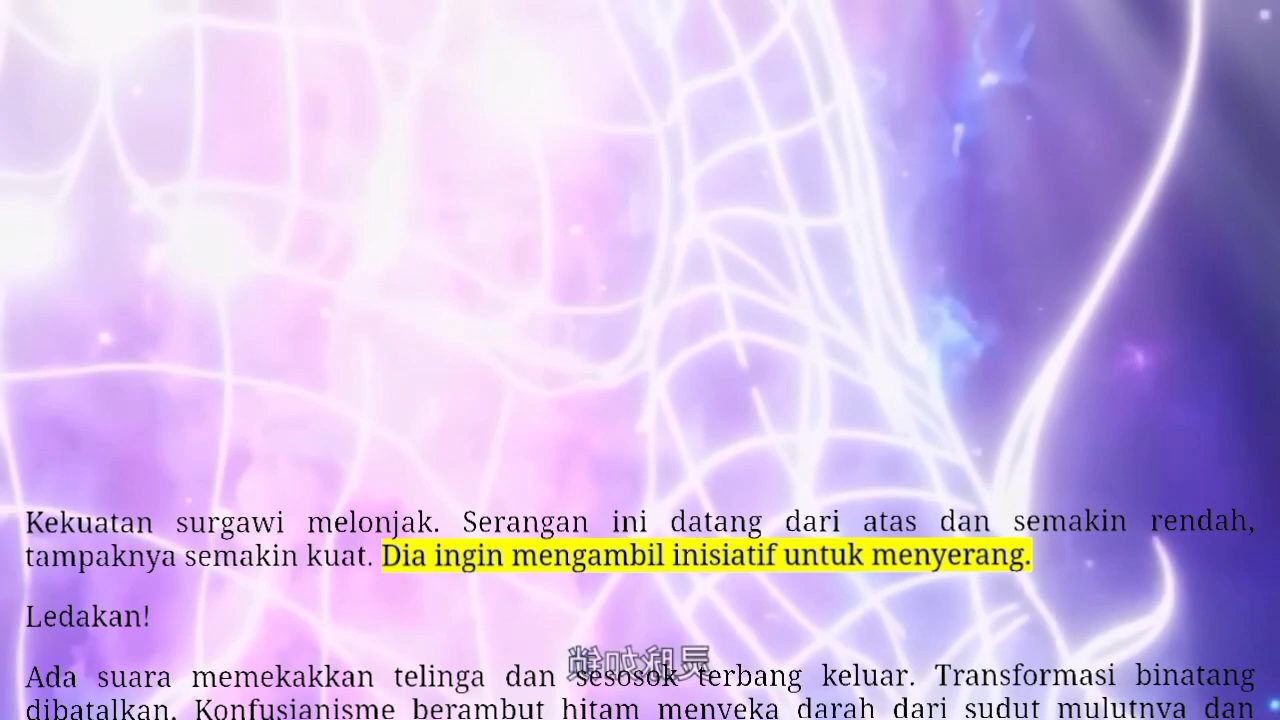 Kekuatan surgawi melonjak. Serangan ini datang dari atas dan semakin rendah,
tampaknya semakin kuat. Dia ingin mengambil inisiatif untuk menyerang.
Ledakan!
Ada suara memekakkan telinga dan sesosok terbang keluar. Transformasi binatang
dibatalkan. Konfusianisme berambut hitam menyeka darah dari sudut mulutnya dan